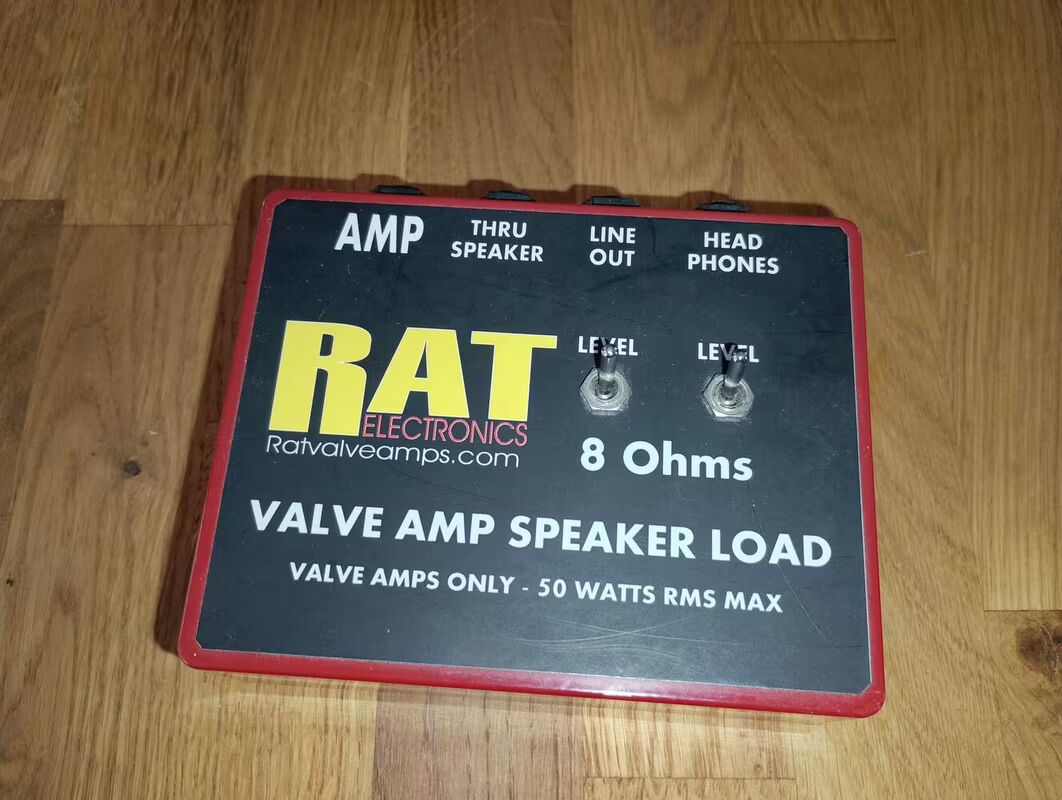 AMP
THRU
SPEAKER
LINE
OUT
HEAD
PHONES
RAT
ELECTRONICS
Ratvalveamps.com
LEVEL
LEVEL
8 Ohms
VALVE AMP SPEAKER LOAD
VALVE AMPS ONLY - 50 WATTS RMS MAX